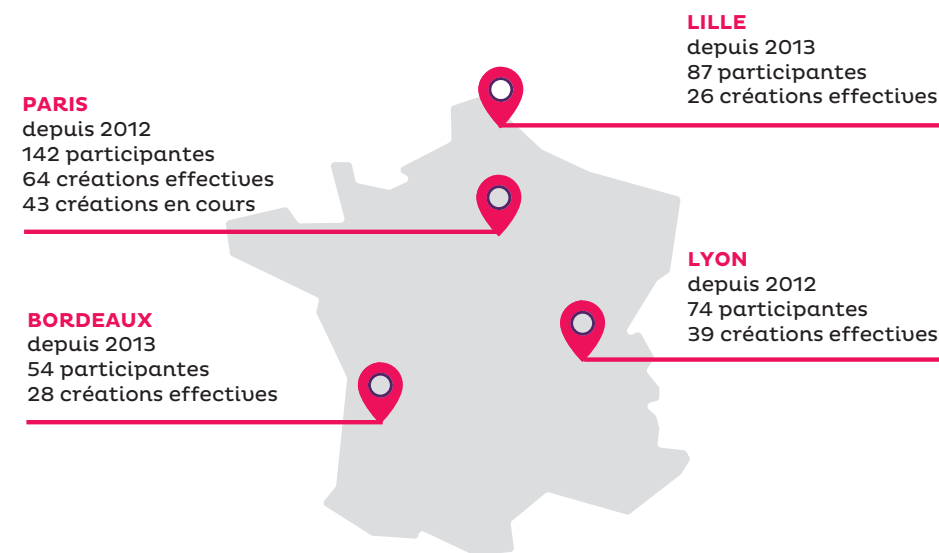 LILLE
depuis 2013
87 participantes
26 créations effectives
PARIS
depuis 2012
142 participantes
64 créations effectives
43 créations en cours
LYON
depuis 2012
74 participantes
39 créations effectives
BORDEAUX
depuis 2013
54 participantes
28 créations effectives